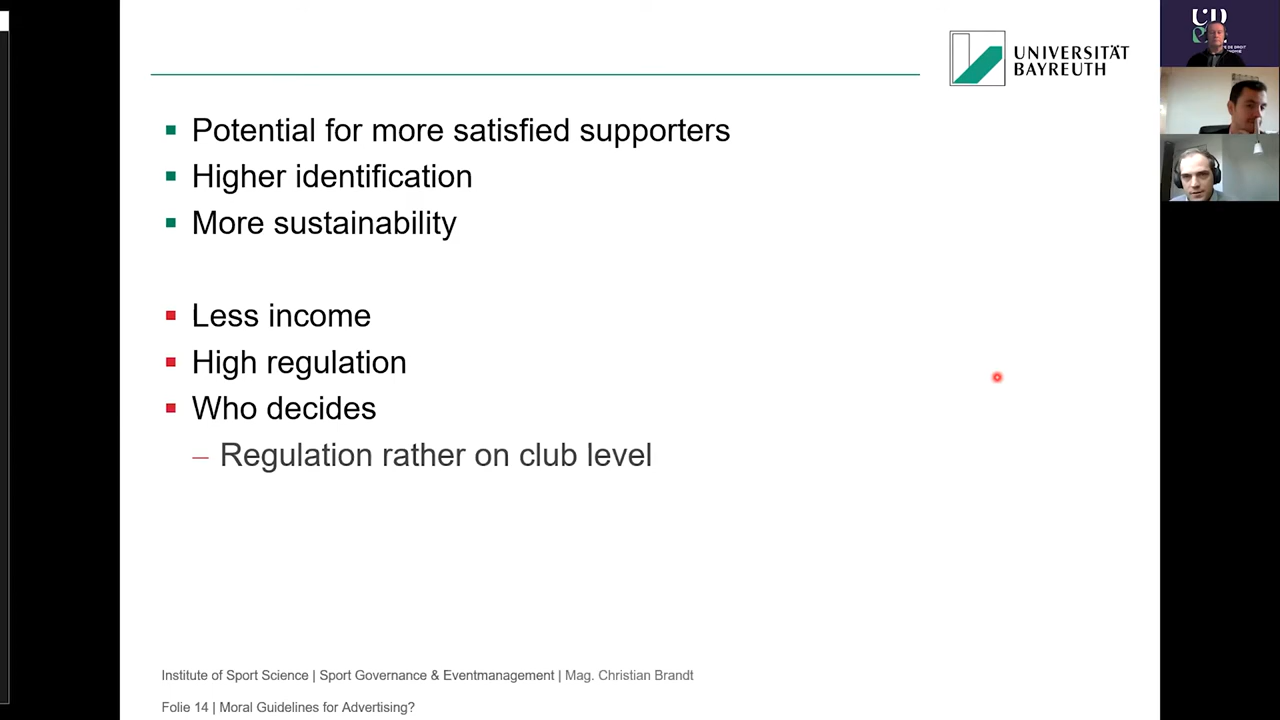 UNIVERSITÄT
BAYREUTH
Potential for more satisfied supporters
Higher identification
More sustainability
Less income
High regulation
Who decides
– Regulation rather on club level
Institute of Sport Science | Sport Governance & Eventmanagement | Mag. Christian Brandt
Folie 14 | Moral Guidelines for Advertising?